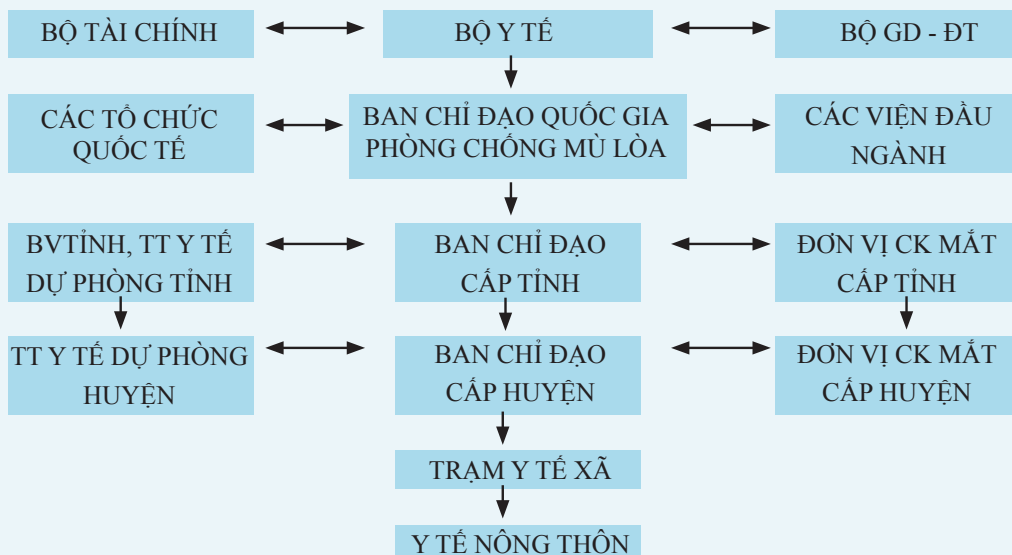 BỘ TÀI CHÍNH
BỘ Y TẾ
BỘ GD - ĐT
CÁC TỔ CHỨC
QUỐC TẾ
BAN CHỈ ĐẠO QUỐC GIA
PHÒNG CHỐNG MÙ LÒA
CÁC VIỆN ĐẦU
NGÀNH
BVTỈNH, TT Y TẾ
DỰ PHÒNG TỈNH
BAN CHỈ ĐẠO
CẤP TỈNH
ĐƠN VỊ CK MẮT
CẤP TỈNH
TT Y TẾ DỰ PHÒNG
HUYỆN
BAN CHỈ ĐẠO
CẤP HUYỆN
ĐƠN VỊ CK MẮT
CẤP HUYỆN
TRẠM Y TẾ XÃ
Y TẾ NÔNG THÔN